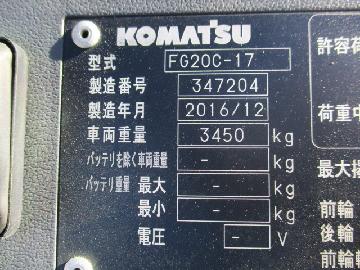 KOMATSU
型式 FG20C-17
製造番号 347204
製造年月 2016/12
車両重量 3450 kg
バッテリを除く車両重量 - kg
バッテリ重量 最大 - kg
最小 - kg
電圧 - V
許容荷
荷重中
最大揚
前輪
後輪
前輪